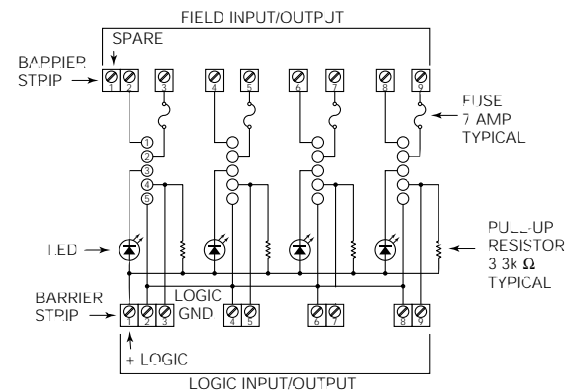 FIELD INPUT/OUTPUT
SPARE
BARRIER
STRIP
1 2 3 4 5 6 7 8 9
FUSE
7 AMP
TYPICAL
1
2
3
4
5
LED
PULL-UP
RESISTOR
3.3k Ω
TYPICAL
BARRIER
STRIP
LOGIC
GND
1 2 3 4 5 6 7 8 9
+ LOGIC
LOGIC INPUT/OUTPUT